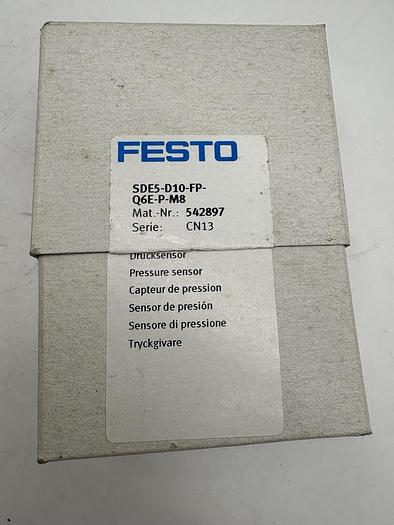 FESTO
SDE5-D10-FP-
Q6E-P-M8
Mat.-Nr.: 542897
Serie: CN13
Drucksensor
Pressure sensor
Capteur de pression
Sensor de presión
Sensore di pressione
Tryckgivare